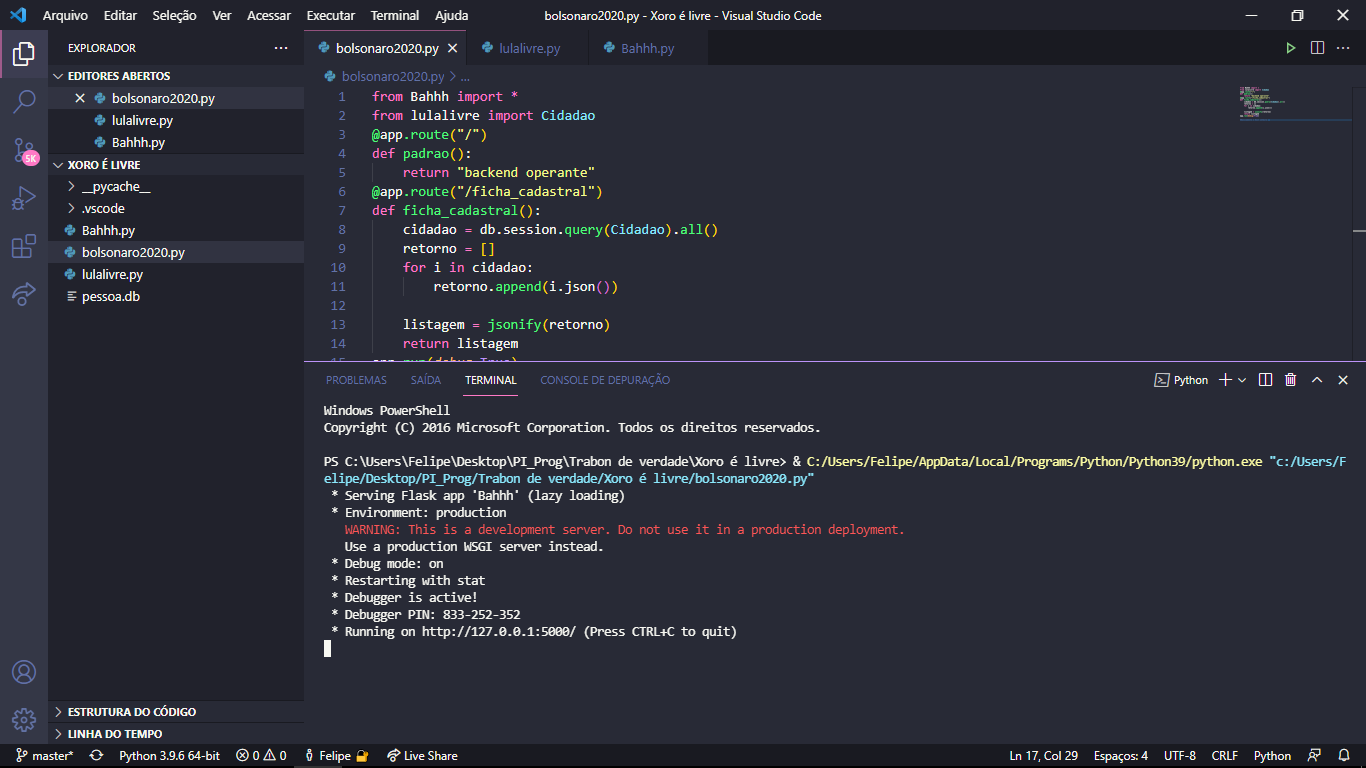 Arquivo Editar Seleção Ver Acessar Executar Terminal Ajuda
bolsonaro2020.py - Xoro é livre - Visual Studio Code
EXPLORADOR
EDITORES ABERTOS
bolsonaro2020.py
lulalivre.py
Bahhh.py
5K
XORO É LIVRE
__pycache__
.vscode
Bahhh.py
bolsonaro2020.py
lulalivre.py
pessoa.db
ESTRUTURA DO CÓDIGO
LINHA DO TEMPO
bolsonaro2020.py lulalivre.py Bahhh.py
bolsonaro2020.py > ...
1 from Bahhh import *
2 from lulalivre import Cidadao
3 @app.route("/")
4 def padrao():
5 return "backend operante"
6 @app.route("/ficha_cadastral")
7 def ficha_cadastral():
8 cidadao = db.session.query(Cidadao).all()
9 retorno = []
10 for i in cidadao:
11 retorno.append(i.json())
12
13 listagem = jsonify(retorno)
14 return listagem
15 app.run(debug=True)
PROBLEMAS SAÍDA TERMINAL CONSOLE DE DEPURAÇÃO
Python
Windows PowerShell
Copyright (C) 2016 Microsoft Corporation. Todos os direitos reservados.
PS C:\Users\Felipe\Desktop\PI_Prog\Trabon de verdade\Xoro é livre> & C:/Users/Felipe/AppData/Local/Programs/Python/Python39/python.exe "c:/Users/F
elipe/Desktop/PI_Prog/Trabon de verdade/Xoro é livre/bolsonaro2020.py"
* Serving Flask app 'Bahhh' (lazy loading)
* Environment: production
WARNING: This is a development server. Do not use it in a production deployment.
Use a production WSGI server instead.
* Debug mode: on
* Restarting with stat
* Debugger is active!
* Debugger PIN: 833-252-352
* Running on http://127.0.0.1:5000/ (Press CTRL+C to quit)
master* Python 3.9.6 64-bit 0 0 Felipe Live Share
Ln 17, Col 29 Espaços: 4 UTF-8 CRLF Python